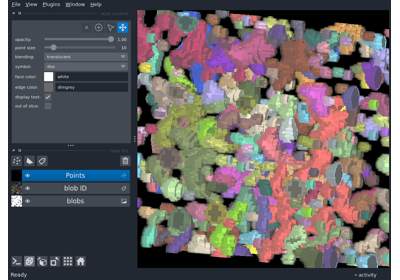 File View Plugins Window Help
opacity: 1.00
point size: 10
blending: translucent
symbol: disc
face color: white
edge color: dimgrey
display text:
out of slice:
Points
blob ID
blobs
Ready
activity